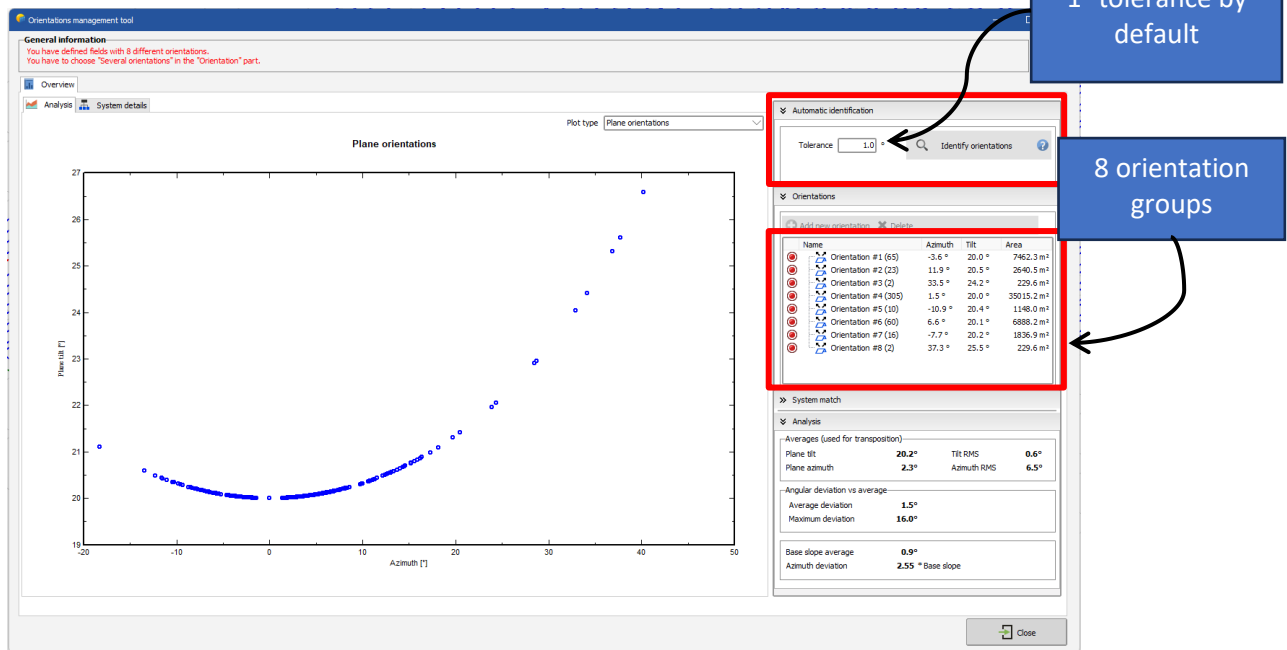 1° tolerance by
default
Orientations management tool
General information
You have defined fields with 8 different orientations.
You have to choose "Several orientations" in the "Orientation" part.
Overview
Analysis System details
Plot type Plane orientations
Plane orientations
27
26
25
24
23
22
21
20
19
Plane tilt [°]
-20 -10 0 10 20 30 40 50
Azimuth [°]
Automatic identification
Tolerance 1.0 ° Identify orientations ?
8 orientation
groups
Orientations
Add new orientation Delete
Name Azimuth Tilt Area
Orientation #1 (65) -3.6 ° 20.0 ° 7462.3 m²
Orientation #2 (23) 11.9 ° 20.5 ° 2640.5 m²
Orientation #3 (2) 33.5 ° 24.2 ° 229.6 m²
Orientation #4 (305) 1.5 ° 20.0 ° 35015.2 m²
Orientation #5 (10) -10.9 ° 20.4 ° 1148.0 m²
Orientation #6 (60) 6.6 ° 20.1 ° 6888.2 m²
Orientation #7 (16) -7.7 ° 20.2 ° 1836.9 m²
Orientation #8 (2) 37.3 ° 25.5 ° 229.6 m²
System match
Analysis
Averages (used for transposition)
Plane tilt 20.2° Tilt RMS 0.6°
Plane azimuth 2.3° Azimuth RMS 6.5°
Angular deviation vs average
Average deviation 1.5°
Maximum deviation 16.0°
Base slope average 0.9°
Azimuth deviation 2.55 ° Base slope
Close